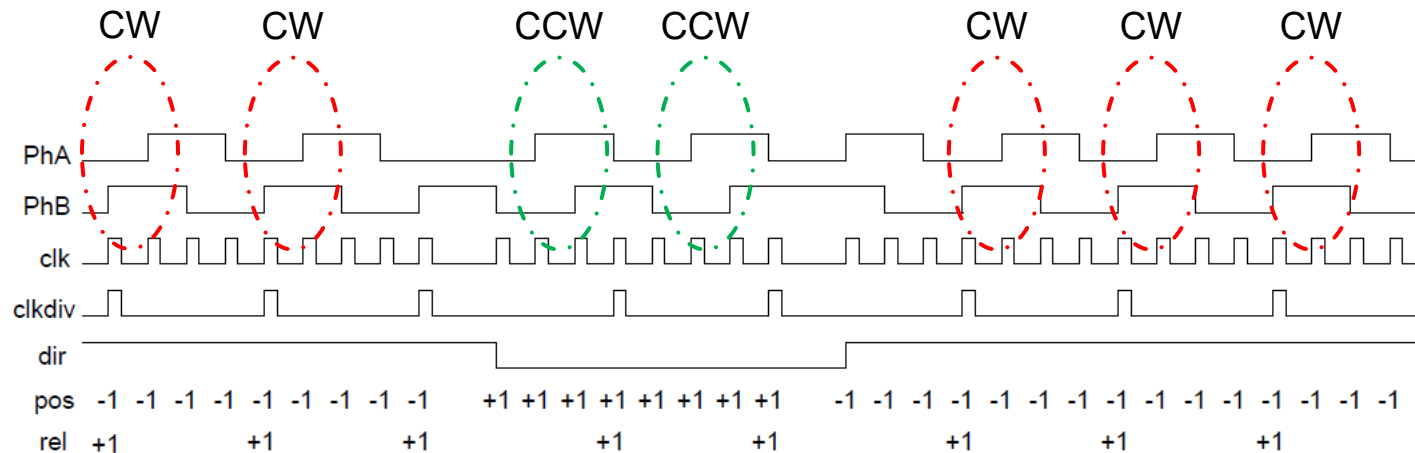 CW CW CCW CCW CW CW CW
PhA
PhB
clk
clkdiv
dir
pos -1 -1 -1 -1 -1 -1 -1 -1 -1 +1 +1 +1 +1 +1 +1 +1 +1 -1 -1 -1 -1 -1 -1 -1 -1 -1 -1 -1 -1 -1 -1 -1
rel +1 +1 +1 +1 +1 +1 +1 +1